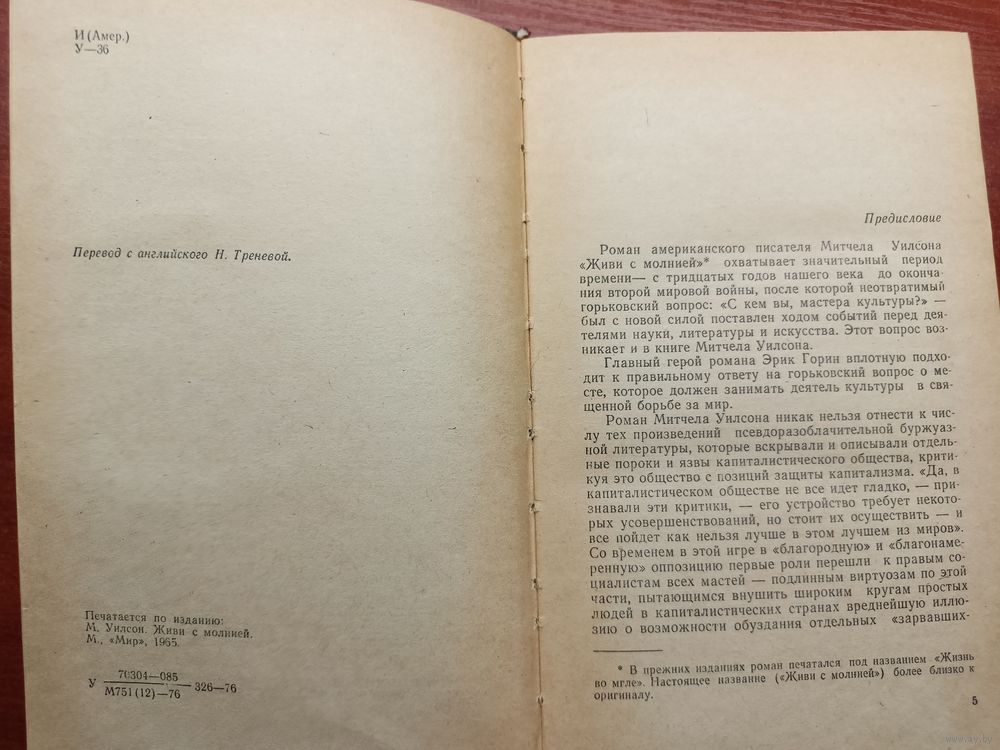 И(Амер.)
У—36
Перевод с английского Н. Треневой.
Печатается по изданию:
М. Уилсон. Живи с молнией.
М., «Мир», 1965.
У 70304—085
М751(12)—76 326—76
Предисловие
Роман американского писателя Митчела Уилсона
«Живи с молнией»* охватывает значительный период
времени— с тридцатых годов нашего века до оконча-
ния второй мировой войны, после которой неотвратимый
горьковский вопрос: «С кем вы, мастера культуры?» —
был с новой силой поставлен ходом событий перед дея-
телями науки, литературы и искусства. Этот вопрос воз-
никает и в книге Митчела Уилсона.
Главный герой романа Эрик Горин вплотную подхо-
дит к правильному ответу на горьковский вопрос о ме-
сте, которое должен занимать деятель культуры в свя-
щенной борьбе за мир.
Роман Митчела Уилсона никак нельзя отнести к чис-
лу тех произведений псевдоразоблачительной буржуаз-
ной литературы, которые вскрывали и описывали отдель-
ные пороки и язвы капиталистического общества, крити-
куя это общество с позиций защиты капитализма. «Да, в
капиталистическом обществе не все идет гладко, — при-
знавали эти критики, — его устройство требует некото-
рых усовершенствований, но стоит их осуществить — и
все пойдет как нельзя лучше в этом лучшем из миров».
Со временем в этой игре в «благородную» и «благонаме-
ренную» оппозицию первые роли перешли к правым со-
циалистам всех мастей — подлинным виртуозам по этой
части, пытающимся внушить широким кругам простых
людей в капиталистических странах вреднейшую иллю-
зию о возможности обуздания отдельных «зарвавших-
* В прежних изданиях роман печатался под названием «Жизнь
во мгле». Настоящее название («Живи с молнией») более близко к
оригиналу.
5
www.ay.by